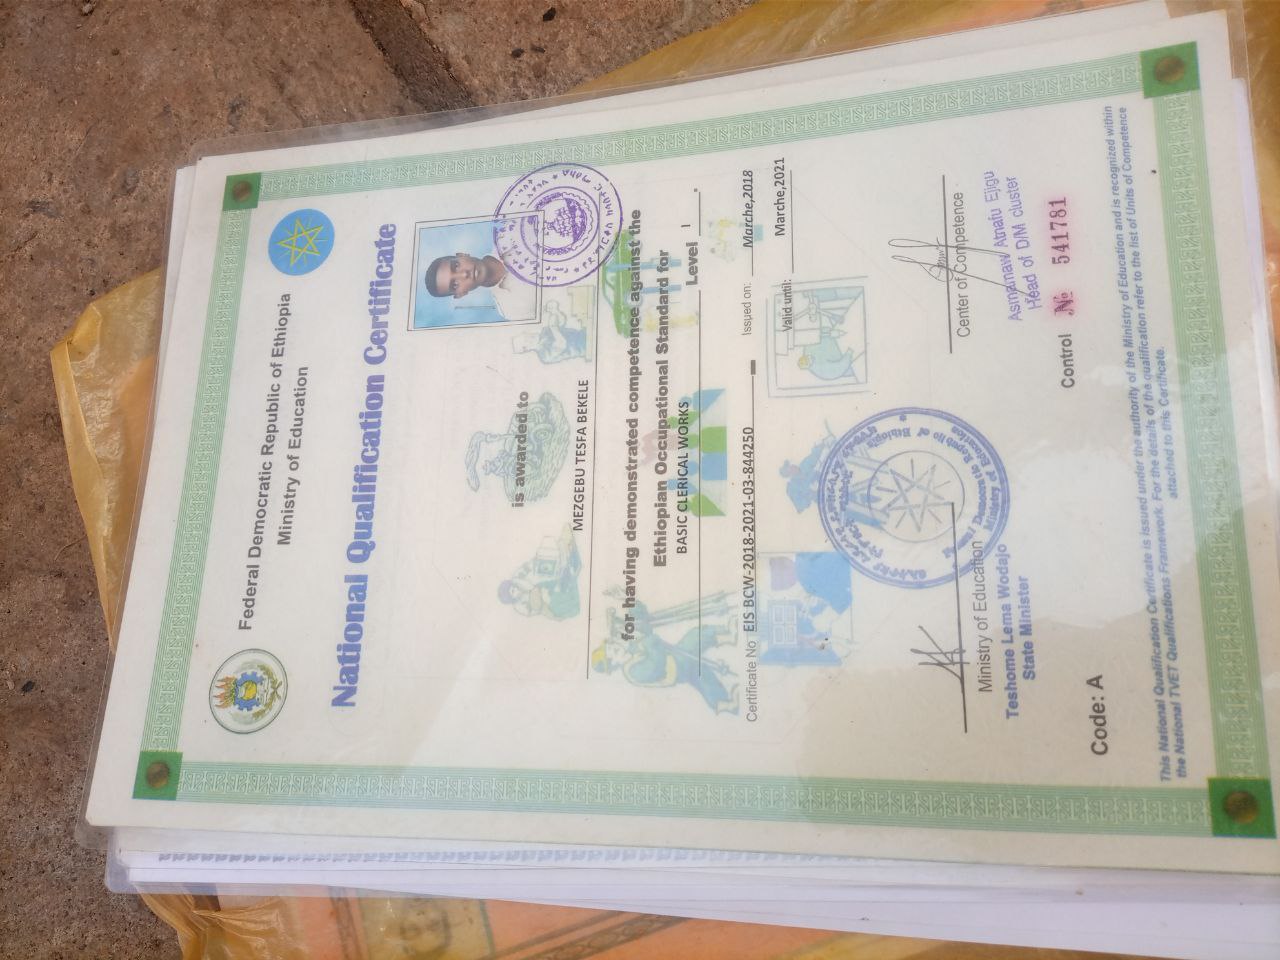 Federal Democratic Republic of Ethiopia
Ministry of Education
National Qualification Certificate
is awarded to
MEZGEBU TESFA BEKELE
for having demonstrated competence against the
Ethiopian Occupational Standard for
BASIC CLERICAL WORKS Level I.
Certificate No EIS BCW-2018-2021-03-844250 Issued on: Marche,2018
Valid until: Marche,2021
Democratic Republic of Ethiopia
Ministry of Education
Ministry of Education
Teshome Lema Wodajo
State Minister
Center of Competence
Asmamaw Atnafu Ejigu
Head of D/M cluster
Control № 541781
Code: A
This National Qualification Certificate is issued under the authority of the Ministry of Education and is recognized within
the National TVET Qualifications Framework. For the details of the qualification refer to the list of Units of Competence
attached to this Certificate.